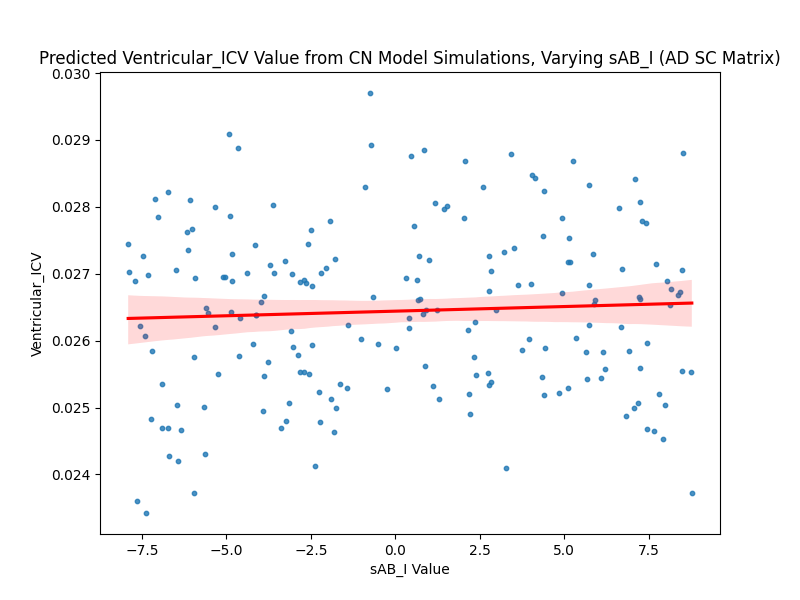 Predicted Ventricular_ICV Value from CN Model Simulations, Varying sAB_I (AD SC Matrix)
0.030
0.029
0.028
0.027
0.026
0.025
0.024
Ventricular_ICV
−7.5 −5.0 −2.5 0.0 2.5 5.0 7.5
sAB_I Value